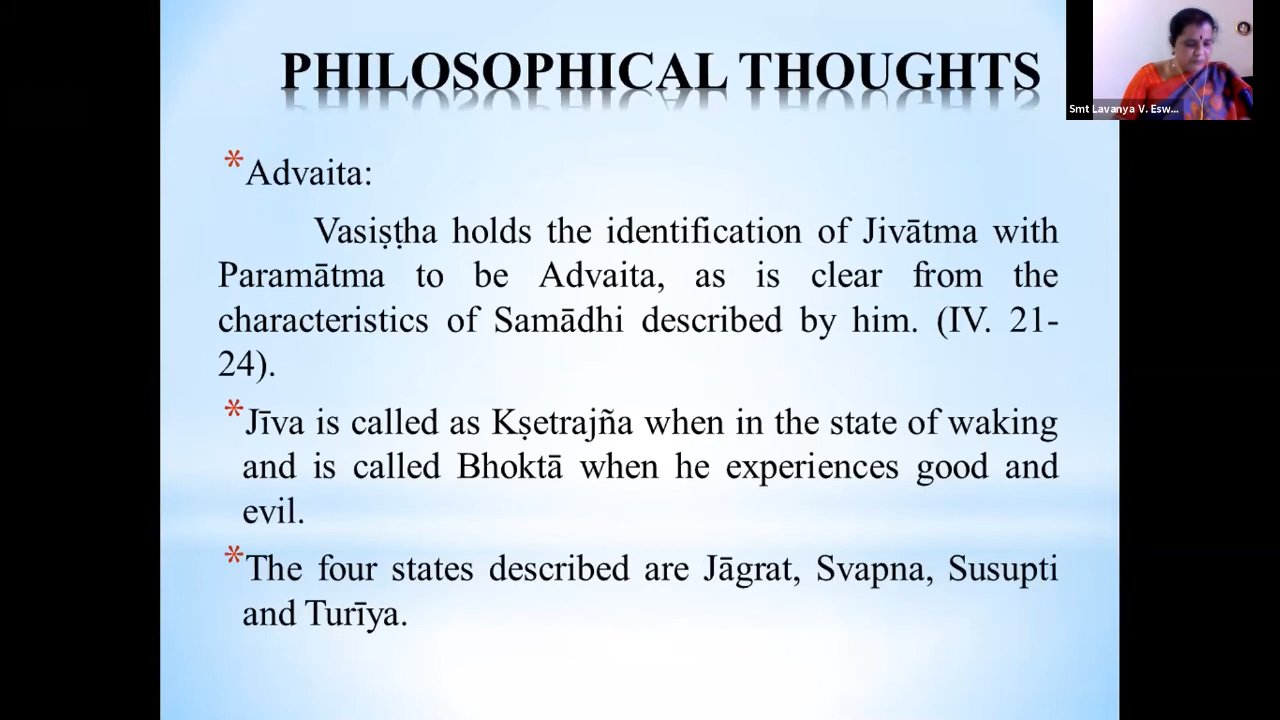 PHILOSOPHICAL THOUGHTS
Smt Lavanya V. Esw...
*Advaita:
Vasiṣṭha holds the identification of Jivātma with
Paramātma to be Advaita, as is clear from the
characteristics of Samādhi described by him. (IV. 21-
24).
*Jīva is called as Kṣetrajña when in the state of waking
and is called Bhoktā when he experiences good and
evil.
*The four states described are Jāgrat, Svapna, Susupti
and Turīya.